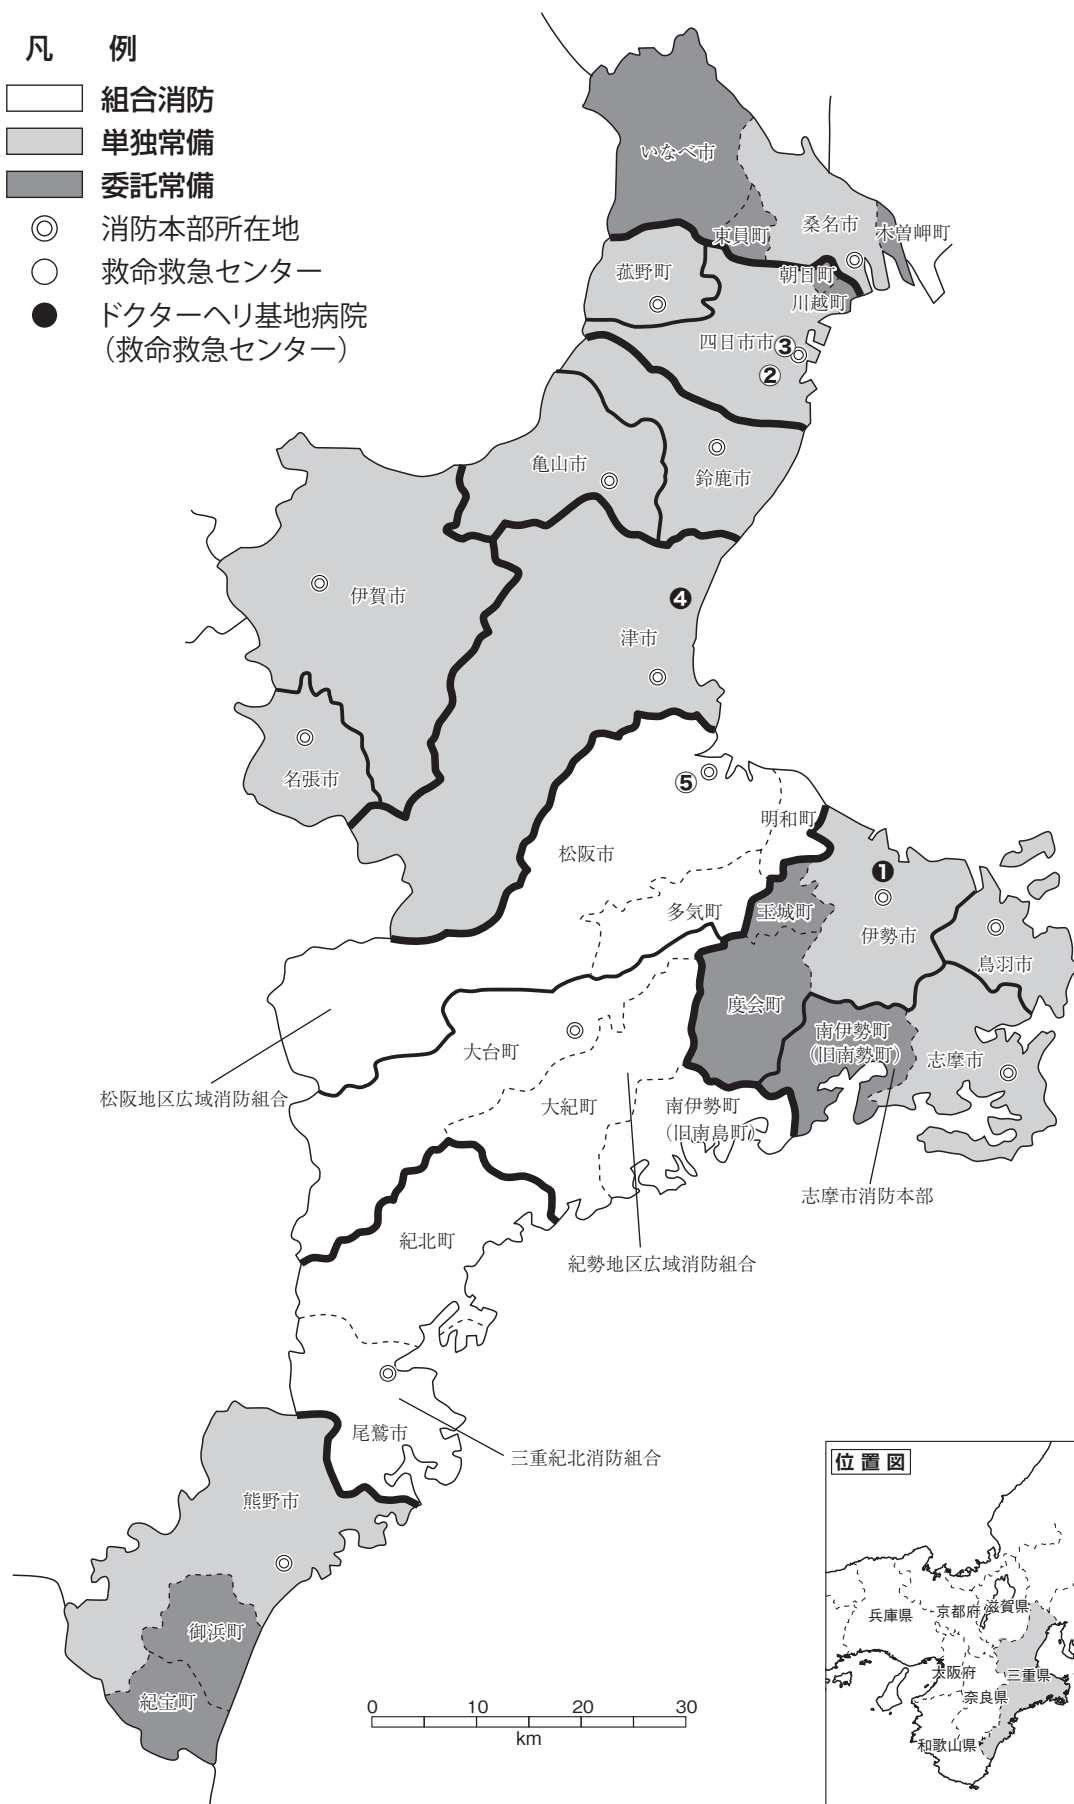 凡　例
組合消防
単独常備
委託常備
消防本部所在地
救命救急センター
ドクターヘリ基地病院
（救命救急センター）
いなべ市
東員町
桑名市
木曽岬町
菰野町
朝日町
川越町
四日市市
③
②
亀山市
鈴鹿市
伊賀市
❹
津市
名張市
⑤
明和町
松阪市
❶
多気町
玉城町
伊勢市
鳥羽市
度会町
南伊勢町
（旧南勢町）
志摩市
大台町
松阪地区広域消防組合
大紀町
南伊勢町
（旧南島町）
志摩市消防本部
紀北町
紀勢地区広域消防組合
尾鷲市
三重紀北消防組合
熊野市
御浜町
紀宝町
0 10 20 30
km
位置図
兵庫県
京都府
滋賀県
大阪府
三重県
奈良県
和歌山県